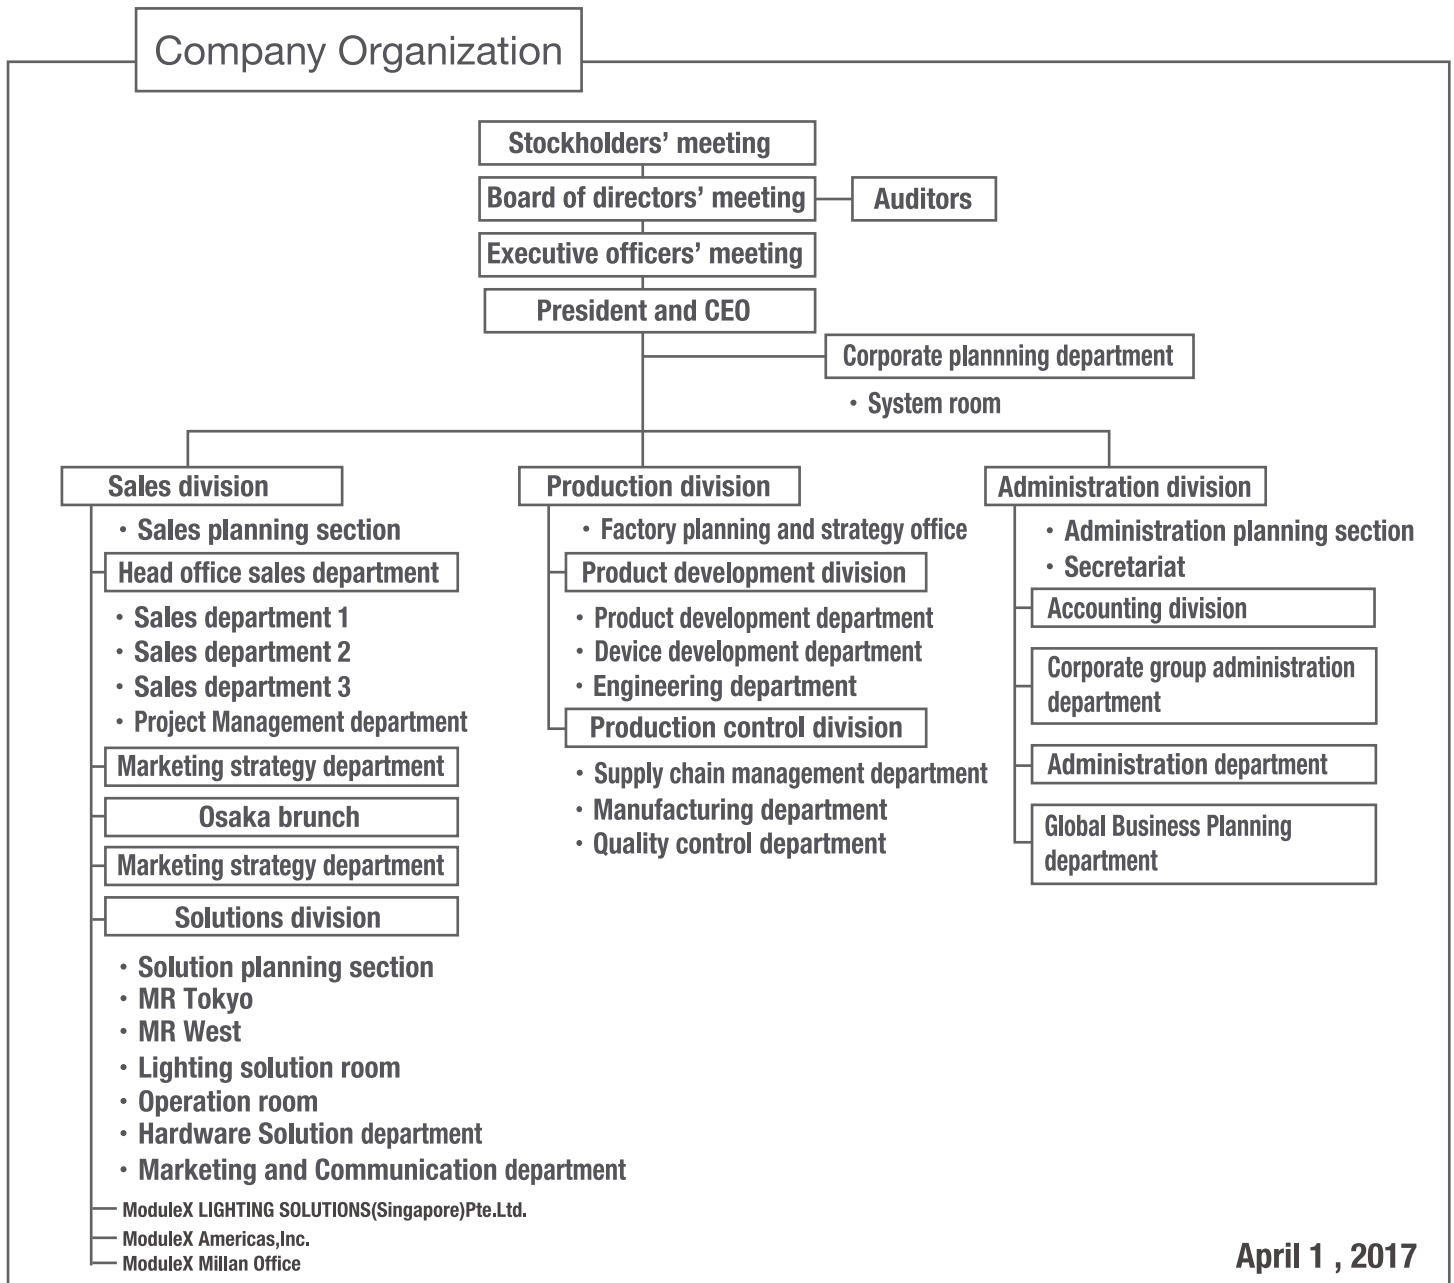 Company Organization
Stockholders’ meeting
Board of directors’ meeting
Auditors
Executive officers’ meeting
President and CEO
Corporate plannning department
・System room
Sales division
・Sales planning section
Head office sales department
・Sales department 1
・Sales department 2
・Sales department 3
・Project Management department
Marketing strategy department
Osaka brunch
Marketing strategy department
Solutions division
・Solution planning section
・MR Tokyo
・MR West
・Lighting solution room
・Operation room
・Hardware Solution department
・Marketing and Communication department
ModuleX LIGHTING SOLUTIONS(Singapore)Pte.Ltd.
ModuleX Americas,Inc.
ModuleX Millan Office
Production division
・Factory planning and strategy office
Product development division
・Product development department
・Device development department
・Engineering department
Production control division
・Supply chain management department
・Manufacturing department
・Quality control department
Administration division
・Administration planning section
・Secretariat
Accounting division
Corporate group administration
department
Administration department
Global Business Planning
department
April 1 , 2017